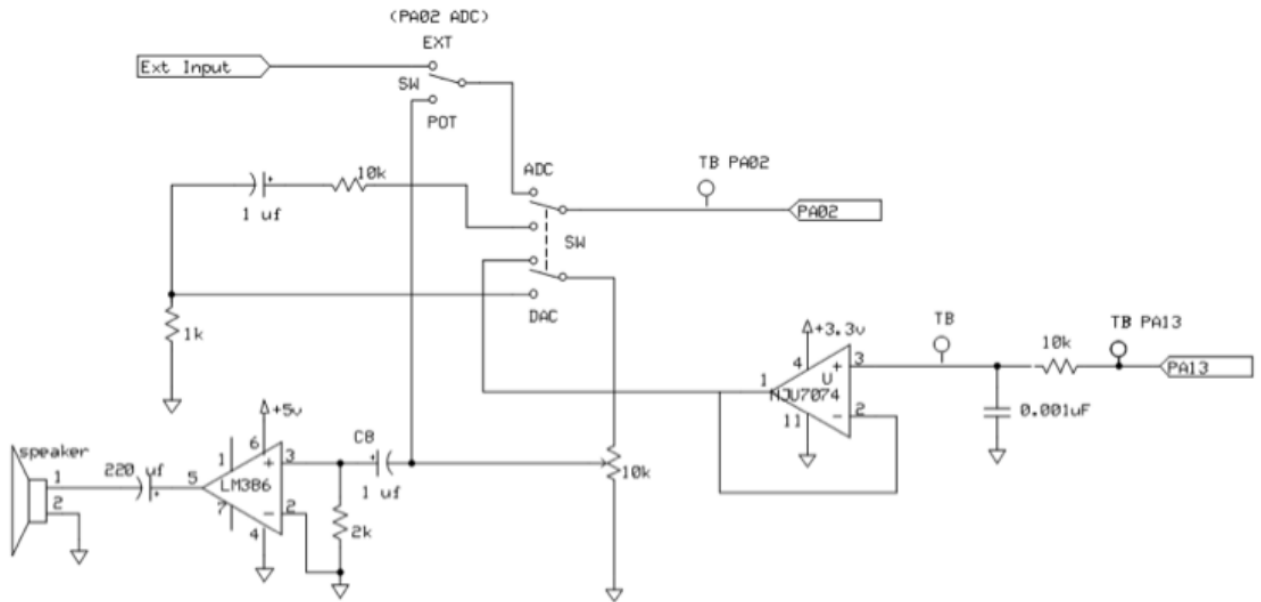 (PA02 ADC)
EXT
Ext Input
SW
POT
ADC
TB PA02
10k
1 uf
PA02
SW
DAC
1k
+3.3v
TB
TB PA13
10k
4
3
+
1
U
NJU7074
PA13
-
2
11
0.001uF
+5v
speaker
6
C8
1
+
3
220 uf
5
1
LM386
1 uf
10k
2
7
-
2
2k
4